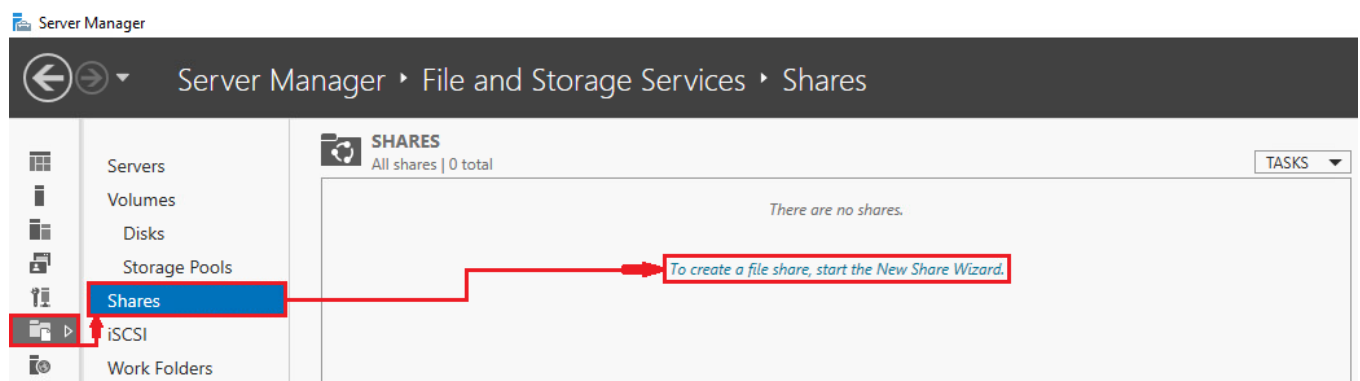 Server Manager
Server Manager ‣ File and Storage Services ‣ Shares
SHARES
All shares | 0 total
TASKS
Servers
Volumes
Disks
Storage Pools
Shares
iSCSI
Work Folders
There are no shares.
To create a file share, start the New Share Wizard.